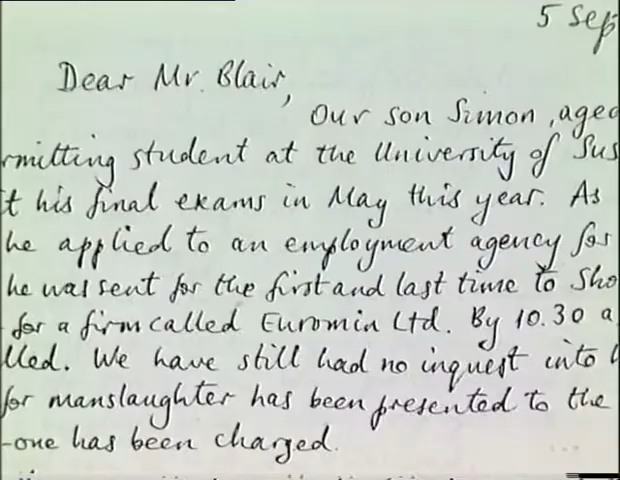 5 Sep
Dear Mr. Blair,
Our son Simon, aged
rmitting student at the University of Sus
t his final exams in May this year. As
he applied to an employment agency for
he was sent for the first and last time to Sho
for a firm called Euromin Ltd. By 10.30 a
lled. We have still had no inquest into h
for manslaughter has been presented to the
-one has been charged.